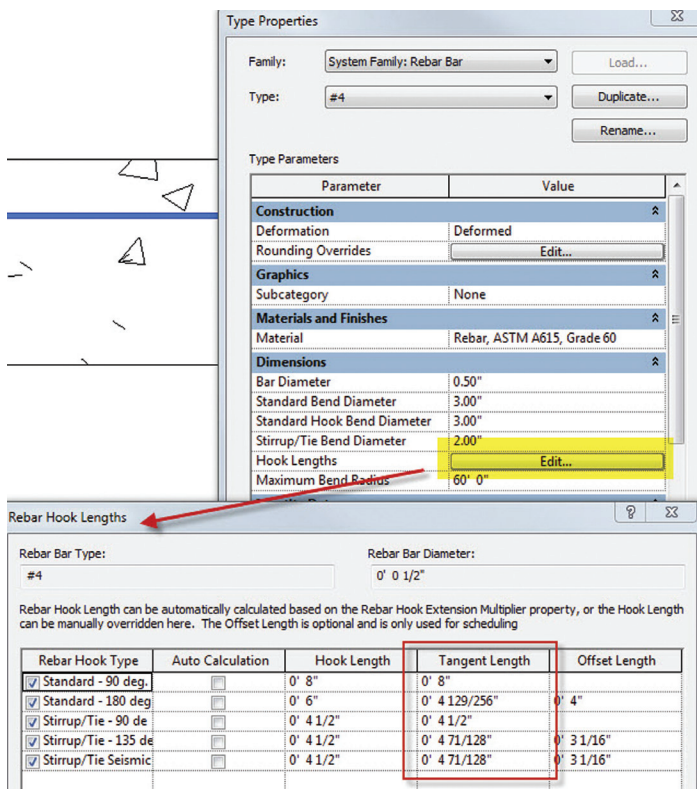 Type Properties
Family: System Family: Rebar Bar Load...
Type: #4 Duplicate...
Rename...
Type Parameters
Parameter Value
Construction
Deformation Deformed
Rounding Overrides Edit...
Graphics
Subcategory None
Materials and Finishes
Material Rebar, ASTM A615, Grade 60
Dimensions
Bar Diameter 0.50"
Standard Bend Diameter 3.00"
Standard Hook Bend Diameter 3.00"
Stirrup/Tie Bend Diameter 2.00"
Hook Lengths Edit...
Maximum Bend Radius 60' 0"
Rebar Hook Lengths
Rebar Bar Type: Rebar Bar Diameter:
#4 0' 0 1/2"
Rebar Hook Length can be automatically calculated based on the Rebar Hook Extension Multiplier property, or the Hook Length
can be manually overridden here. The Offset Length is optional and is only used for scheduling
Rebar Hook Type Auto Calculation Hook Length Tangent Length Offset Length
Standard - 90 deg. 0' 8" 0' 8"
Standard - 180 deg 0' 6" 0' 4 129/256" 0' 4"
Stirrup/Tie - 90 de 0' 4 1/2" 0' 4 1/2"
Stirrup/Tie - 135 de 0' 4 1/2" 0' 4 71/128" 0' 3 1/16"
Stirrup/Tie Seismic 0' 4 1/2" 0' 4 71/128" 0' 3 1/16"